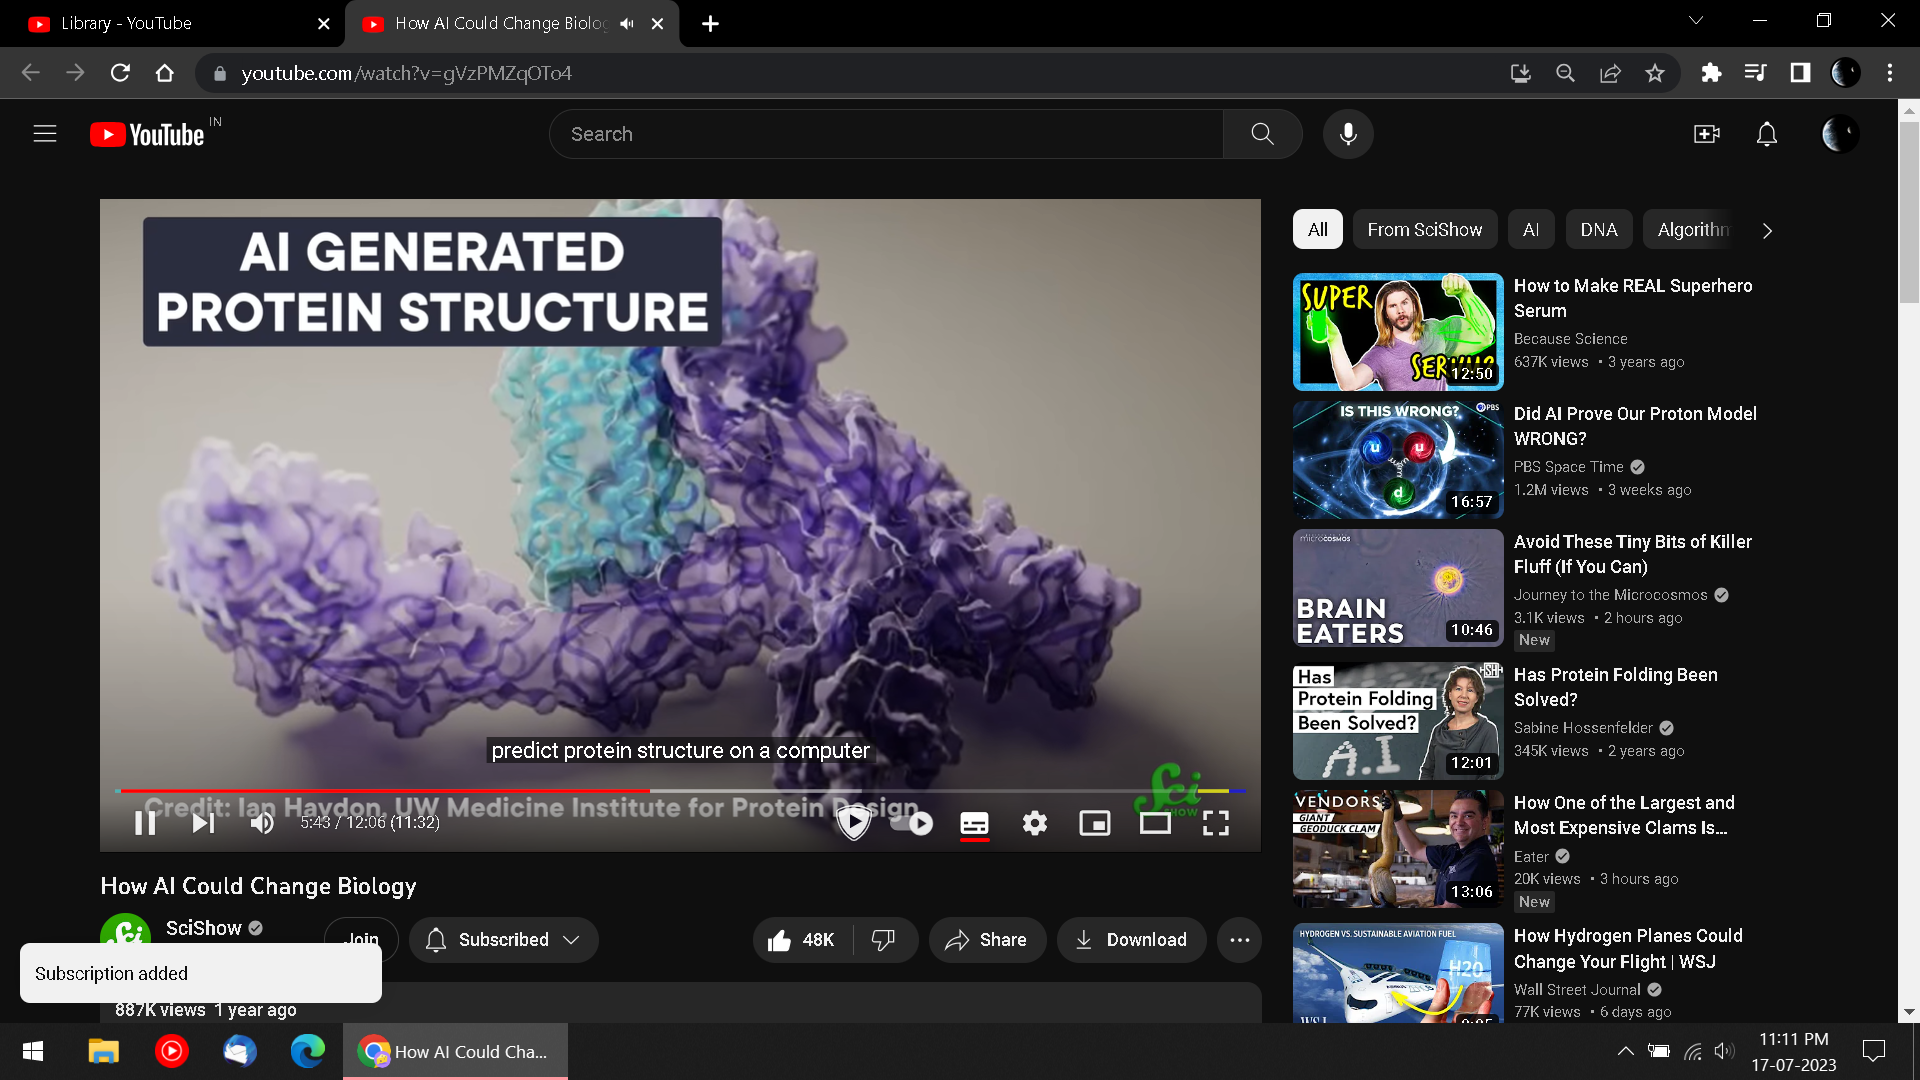 Library - YouTube
How AI Could Change Biolog
youtube.com/watch?v=gVzPMZqOTo4
YouTube IN
Search
AI GENERATED
PROTEIN STRUCTURE
predict protein structure on a computer
Credit: Ian Haydon, UW Medicine Institute for Protein Design
Sci
SHOW
5:43 / 12:06 (11:32)
How AI Could Change Biology
Sci
SciShow
Join
Subscribed
48K
Share
Download
Subscription added
887K views 1 year ago
All
From SciShow
AI
DNA
Algorithm
SUPER
SERUM?
12:50
How to Make REAL Superhero
Serum
Because Science
637K views • 3 years ago
IS THIS WRONG?
PBS
u
u
d
16:57
Did AI Prove Our Proton Model
WRONG?
PBS Space Time
1.2M views • 3 weeks ago
microcosmos
BRAIN
EATERS
10:46
Avoid These Tiny Bits of Killer
Fluff (If You Can)
Journey to the Microcosmos
3.1K views • 2 hours ago
New
Has
Protein Folding
Been Solved?
A.I
12:01
Has Protein Folding Been
Solved?
Sabine Hossenfelder
345K views • 2 years ago
VENDORS
GIANT
GEODUCK CLAM
13:06
How One of the Largest and
Most Expensive Clams Is...
Eater
20K views • 3 hours ago
New
HYDROGEN VS. SUSTAINABLE AVIATION FUEL
H20
WSJ
How Hydrogen Planes Could
Change Your Flight | WSJ
Wall Street Journal
77K views • 6 days ago
How AI Could Cha...
11:11 PM
17-07-2023